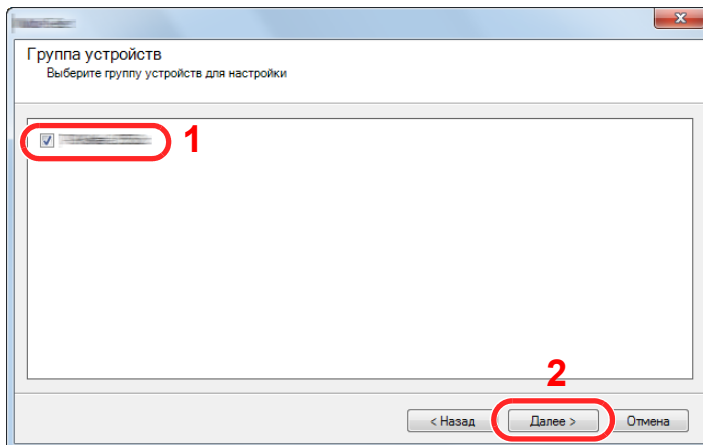 Группа устройств
Выберите группу устройств для настройки
1
2
< Назад
Далее >
Отмена